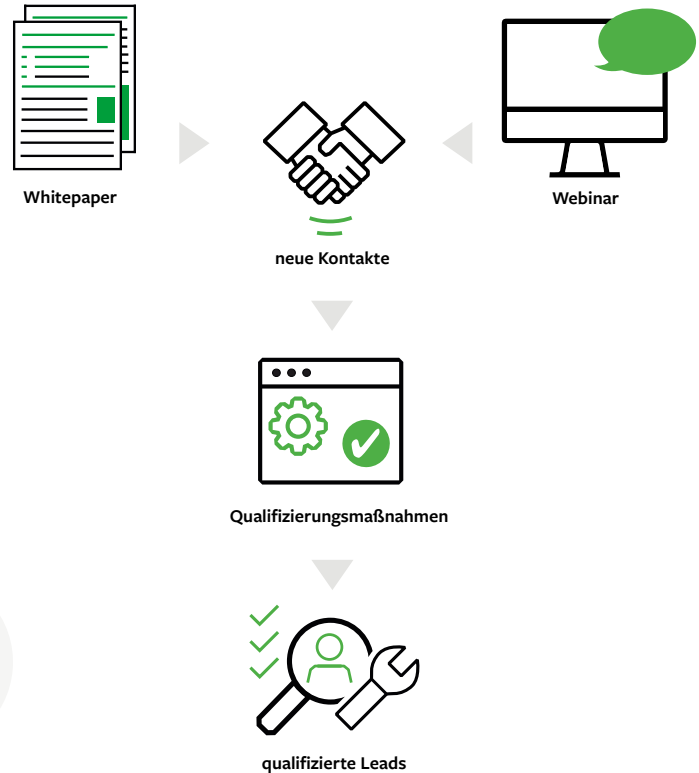 Whitepaper
Webinar
neue Kontakte
Qualifizierungsmaßnahmen
qualifizierte Leads